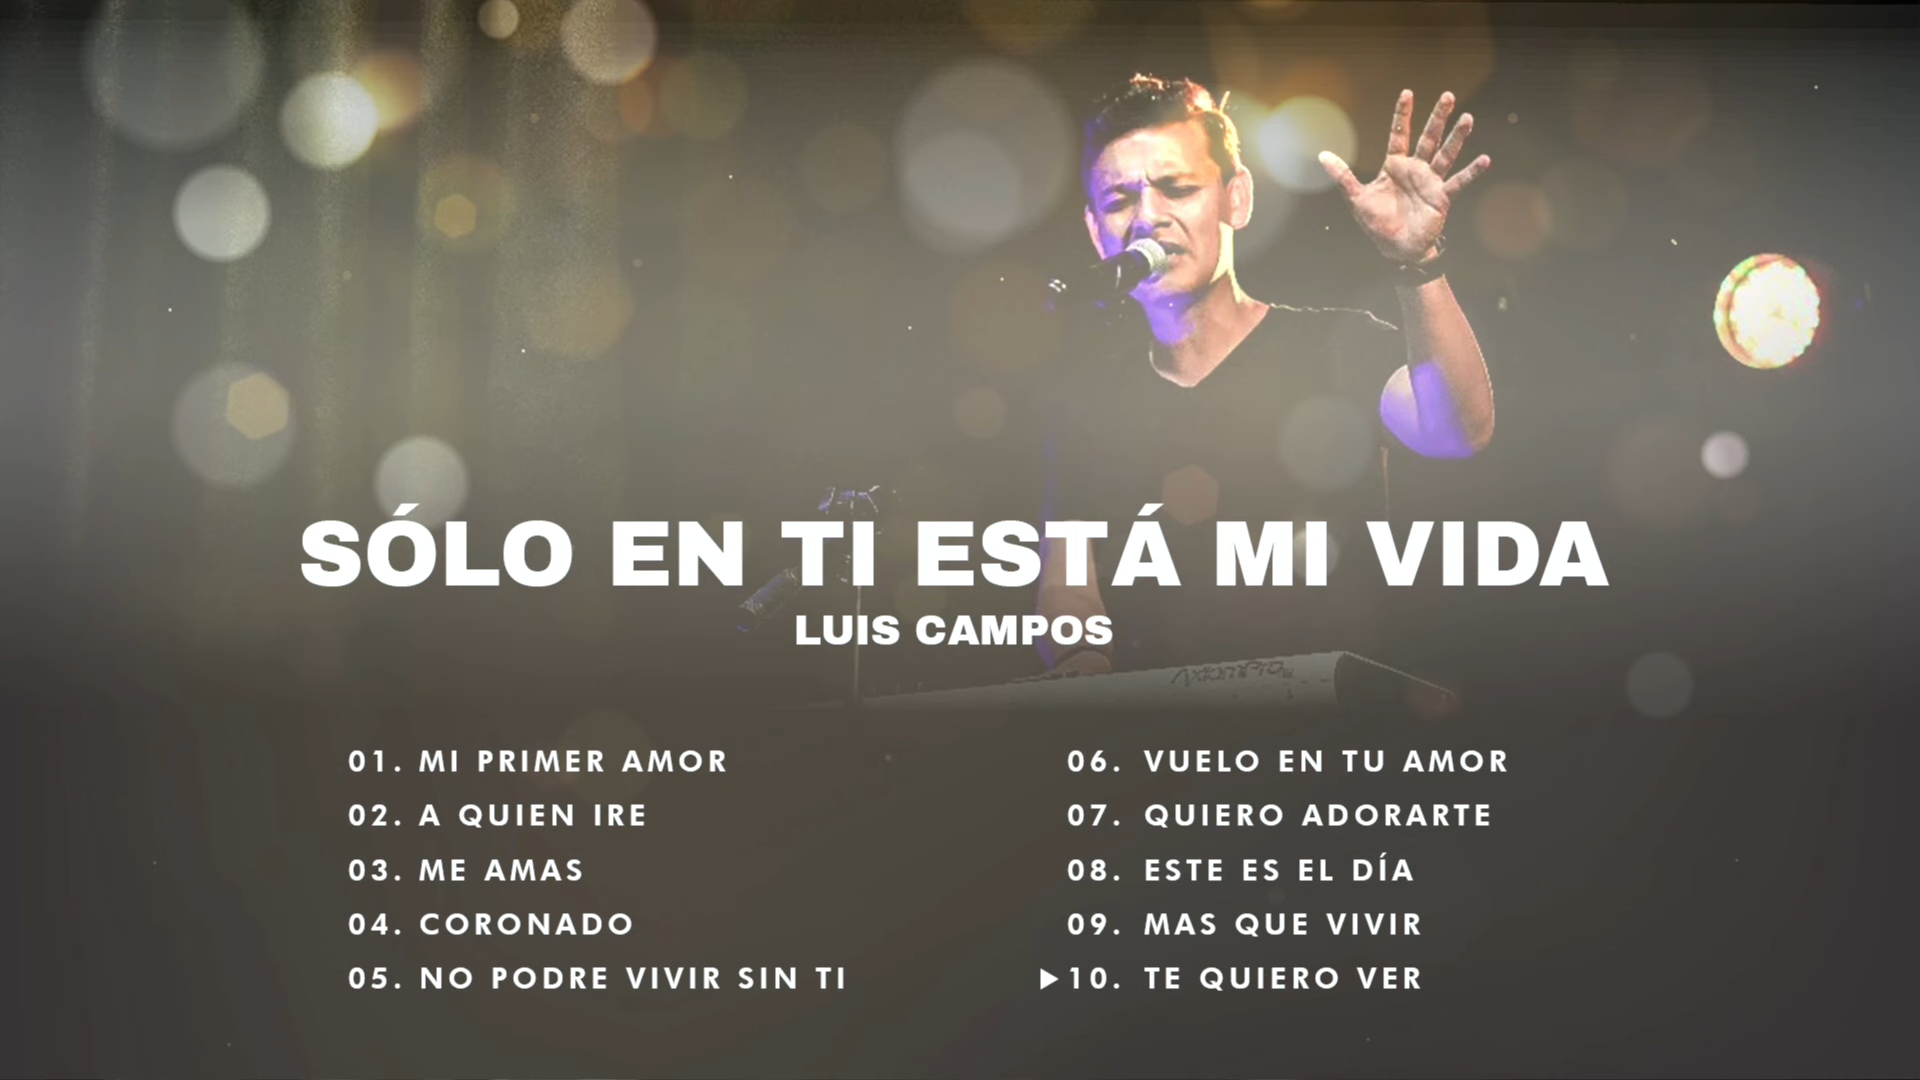 SÓLO EN TI ESTÁ MI VIDA
LUIS CAMPOS
01. MI PRIMER AMOR
02. A QUIEN IRE
03. ME AMAS
04. CORONADO
05. NO PODRE VIVIR SIN TI
06. VUELO EN TU AMOR
07. QUIERO ADORARTE
08. ESTE ES EL DÍA
09. MAS QUE VIVIR
10. TE QUIERO VER